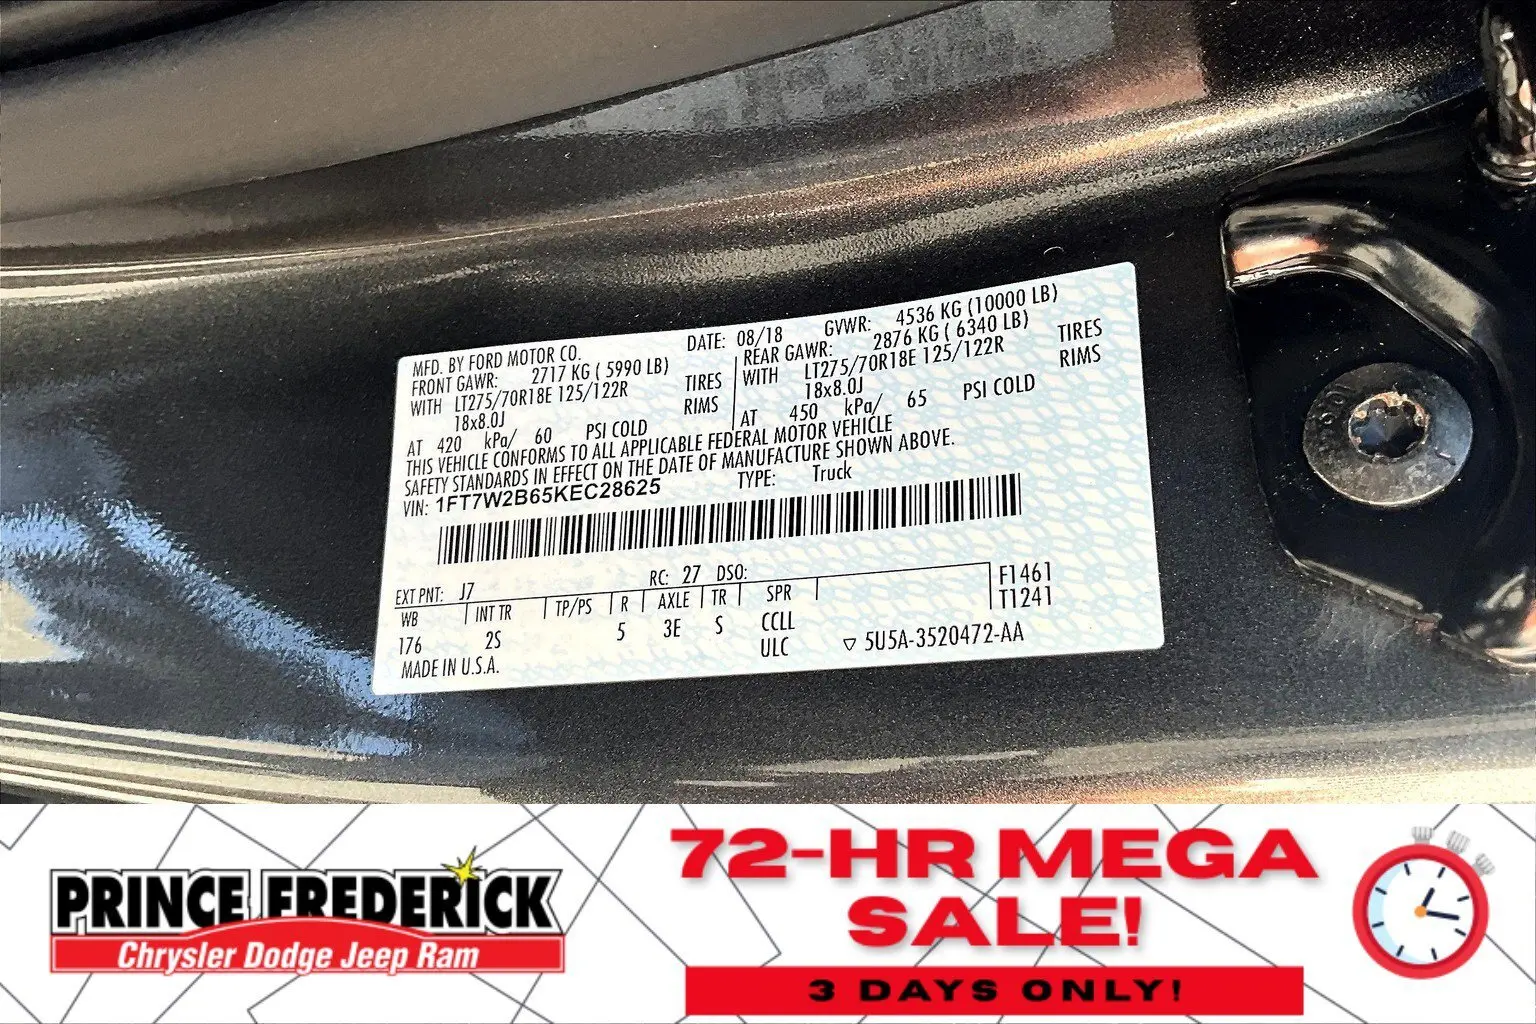 MFD. BY FORD MOTOR CO.
DATE: 08/18
GVWR: 4536 KG (10000 LB)
FRONT GAWR: 2717 KG ( 5990 LB)
REAR GAWR: 2876 KG ( 6340 LB)
WITH LT275/70R18E 125/122R TIRES
WITH LT275/70R18E 125/122R TIRES
18x8.0J RIMS
18x8.0J RIMS
AT 420 kPa/ 60 PSI COLD
AT 450 kPa/ 65 PSI COLD
THIS VEHICLE CONFORMS TO ALL APPLICABLE FEDERAL MOTOR VEHICLE
SAFETY STANDARDS IN EFFECT ON THE DATE OF MANUFACTURE SHOWN ABOVE.
VIN: 1FT7W2B65KEC28625 TYPE: Truck
EXT PNT: J7 RC: 27 DSO:
WB INT TR TP/PS R AXLE TR SPR
176 2S 5 3E S CCLL
ULC
F1461
T1241
MADE IN U.S.A.
▽ 5U5A-3520472-AA
PRINCE FREDERICK
Chrysler Dodge Jeep Ram
72-HR MEGA
SALE!
3 DAYS ONLY!